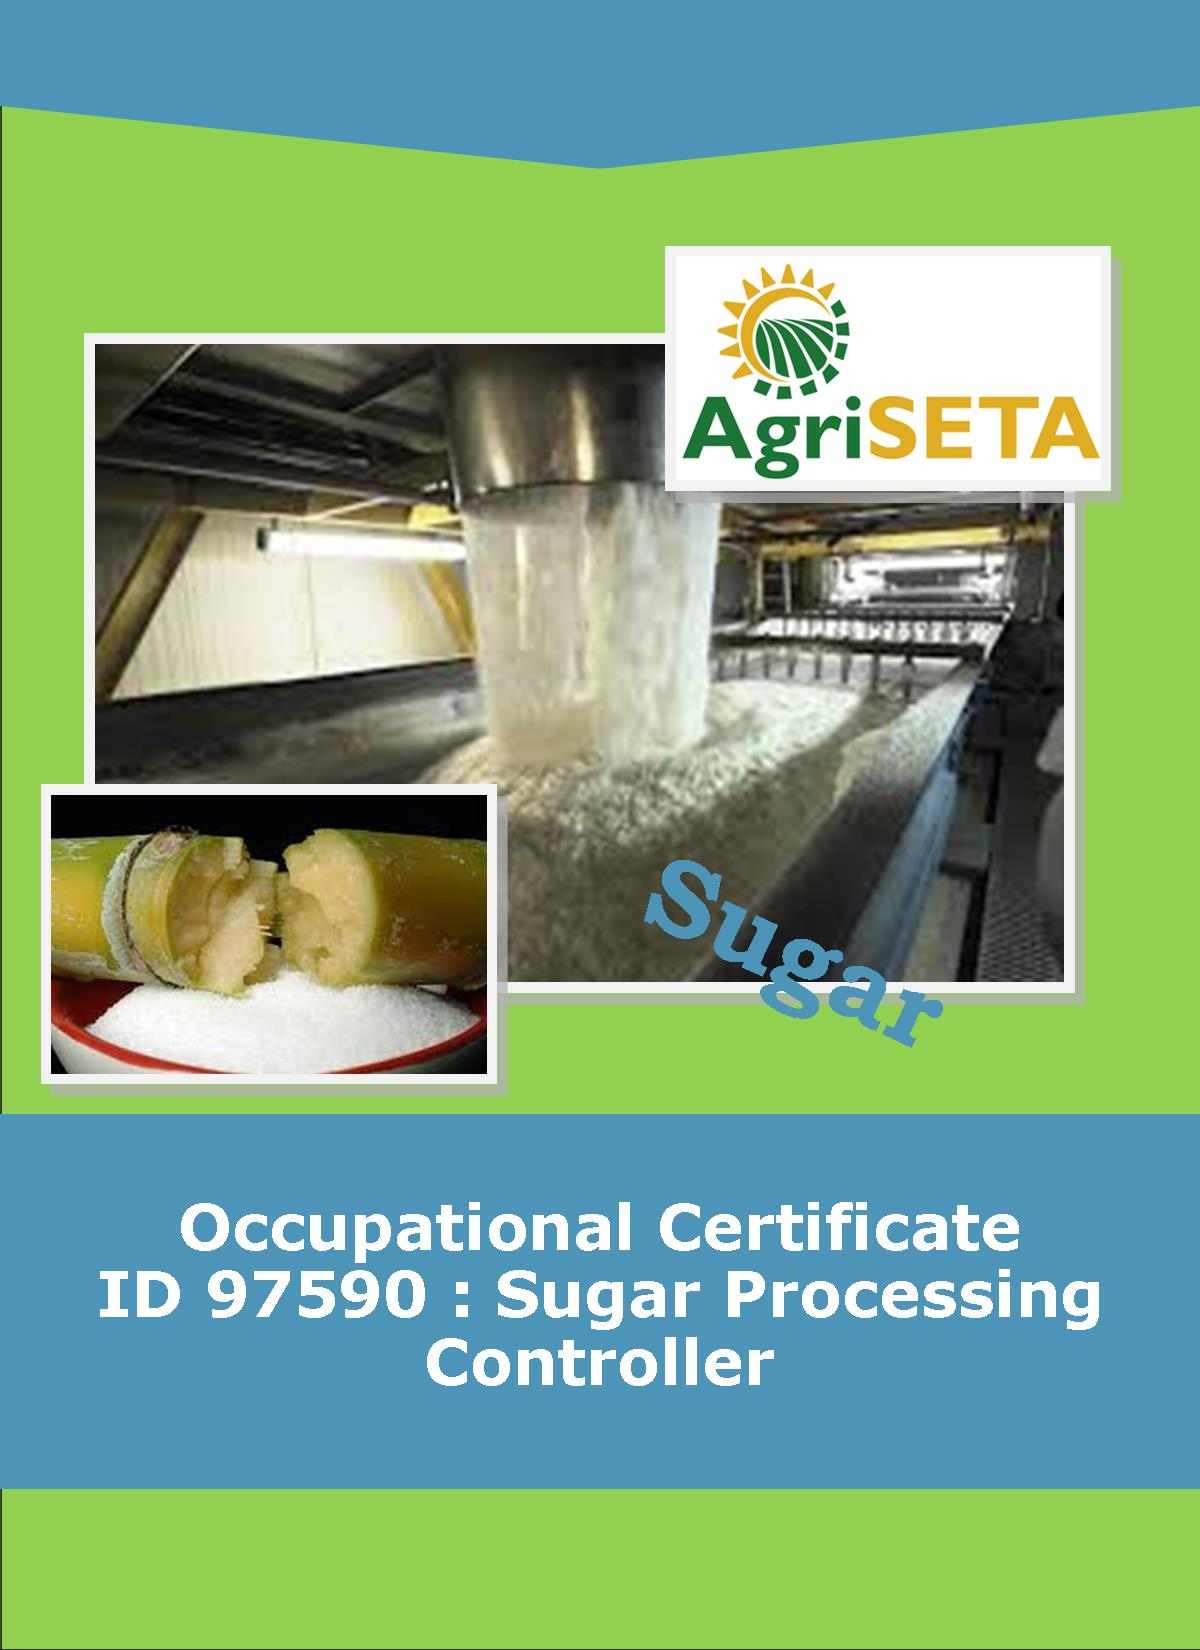 AgriSETA
Sugar
Occupational Certificate
ID 97590 : Sugar Processing
Controller